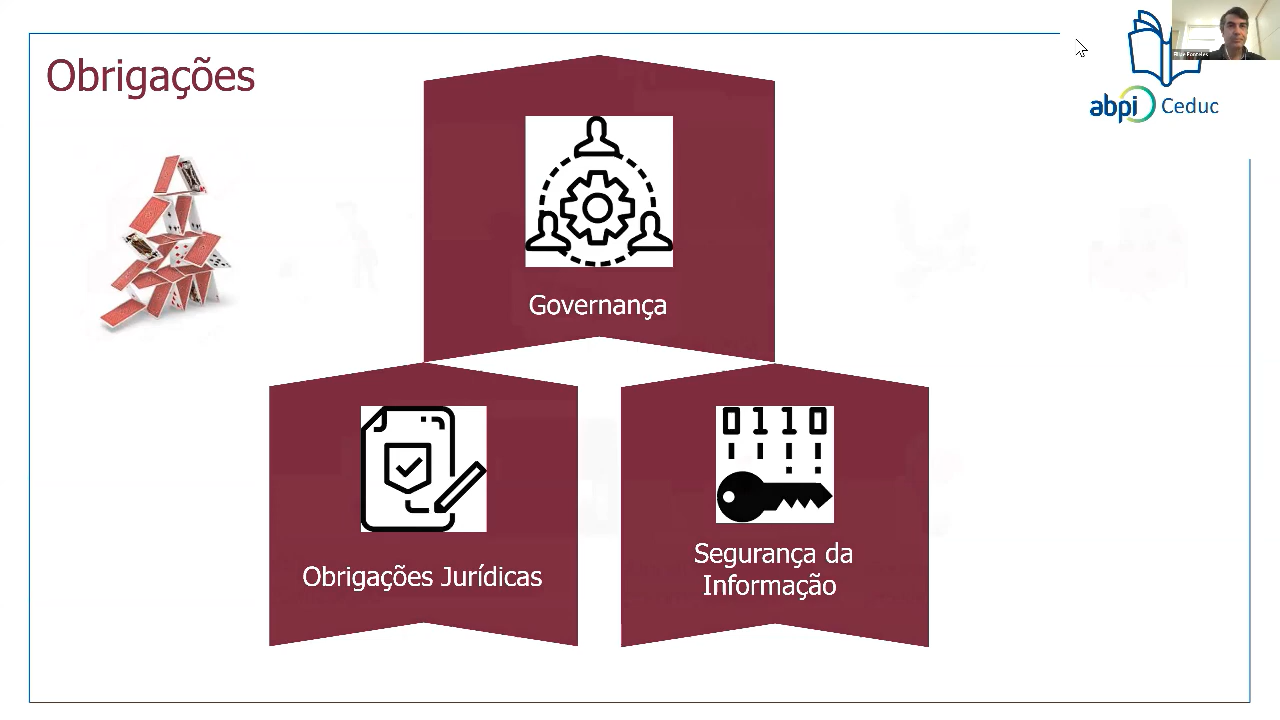 Obrigações
abpi Ceduc
Governança
0110
Obrigações Jurídicas
Segurança da
Informação